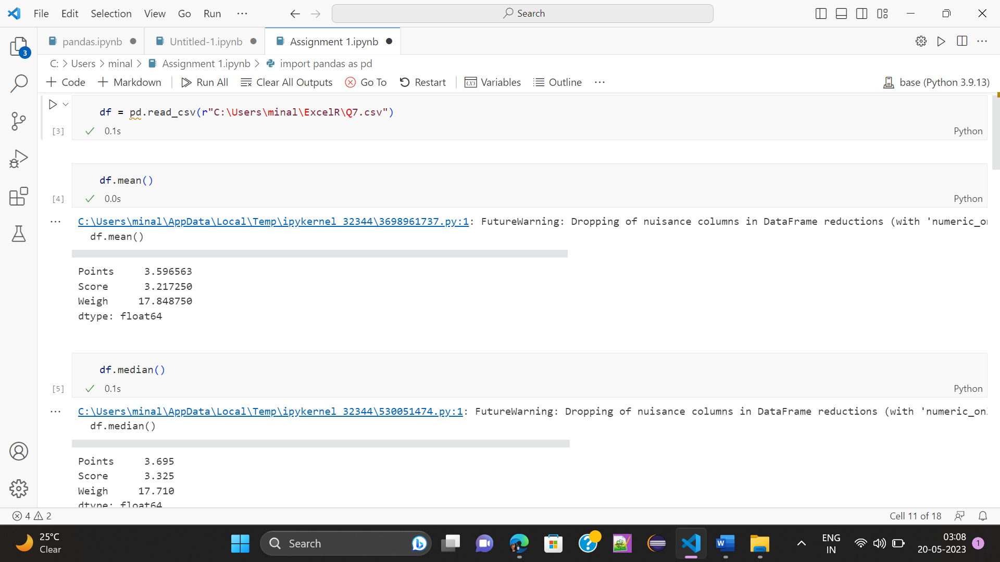 File Edit Selection View Go Run ··· Search
pandas.ipynb Untitled-1.ipynb Assignment 1.ipynb
3
C: > Users > minal > Assignment 1.ipynb > import pandas as pd
+ Code + Markdown Run All Clear All Outputs Go To Restart Variables Outline ··· base (Python 3.9.13)
df = pd.read_csv(r"C:\Users\minal\ExcelR\Q7.csv")
[3] 0.1s Python
df.mean()
[4] 0.0s Python
C:\Users\minal\AppData\Local\Temp\ipykernel_32344\3698961737.py:1: FutureWarning: Dropping of nuisance columns in DataFrame reductions (with 'numeric_on
df.mean()
Points 3.596563
Score 3.217250
Weigh 17.848750
dtype: float64
df.median()
[5] 0.1s Python
C:\Users\minal\AppData\Local\Temp\ipykernel_32344\530051474.py:1: FutureWarning: Dropping of nuisance columns in DataFrame reductions (with 'numeric_onl
df.median()
Points 3.695
Score 3.325
Weigh 17.710
dtype: float64
4 2 Cell 11 of 18
25°C
Clear
Search
ENG
IN
03:08
20-05-2023
1